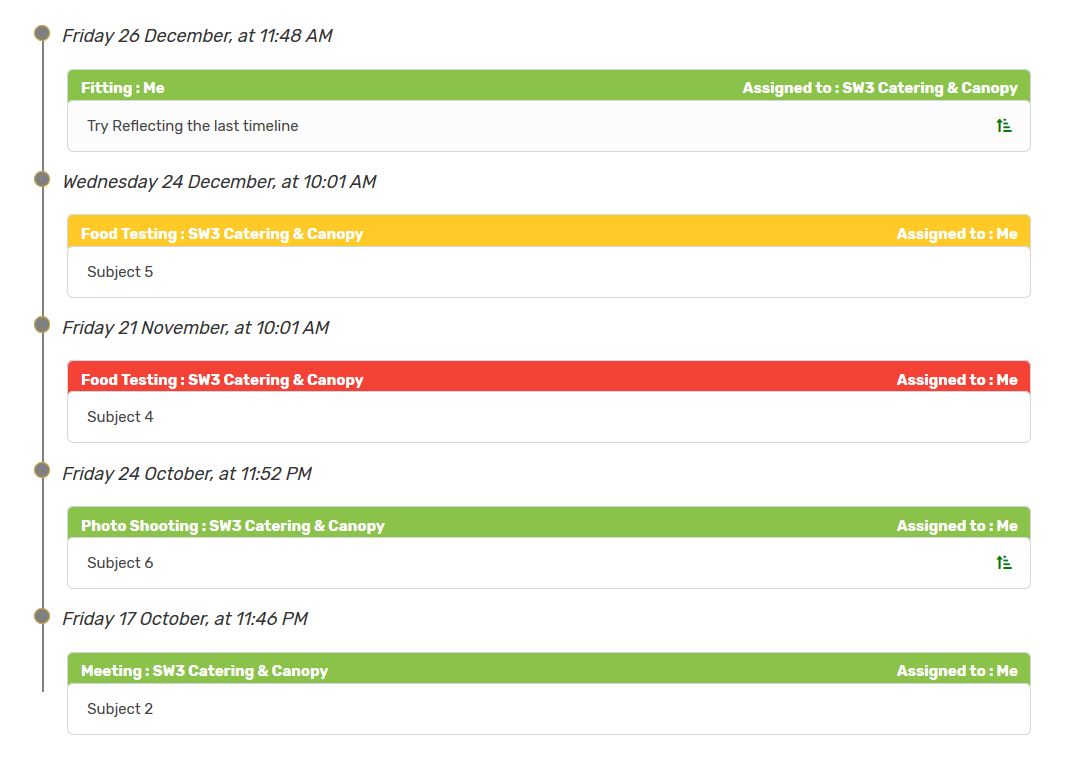 Friday 26 December, at 11:48 AM
Fitting : Me Assigned to : SW3 Catering & Canopy
Try Reflecting the last timeline
Wednesday 24 December, at 10:01 AM
Food Testing : SW3 Catering & Canopy Assigned to : Me
Subject 5
Friday 21 November, at 10:01 AM
Food Testing : SW3 Catering & Canopy Assigned to : Me
Subject 4
Friday 24 October, at 11:52 PM
Photo Shooting : SW3 Catering & Canopy Assigned to : Me
Subject 6
Friday 17 October, at 11:46 PM
Meeting : SW3 Catering & Canopy Assigned to : Me
Subject 2